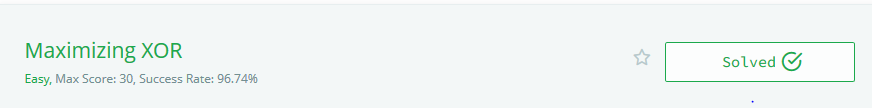 Maximizing XOR
Solved
Easy, Max Score: 30, Success Rate: 96.74%